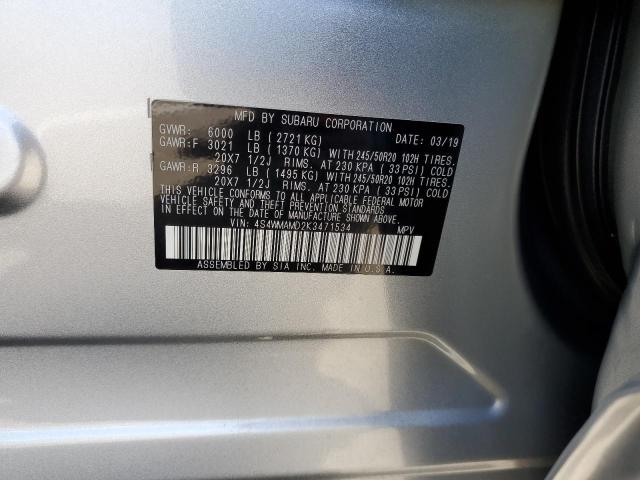 MFD BY SUBARU CORPORATION
GVWR: 6000 LB (2721KG) DATE: 03/19
GAWR:F 3021 LB (1370 KG) WITH 245/50R20 102H TIRES.
20X7 1/2J RIMS. AT 230 KPA (33 PSI) COLD
GAWR:R 3296 LB (1495 KG) WITH 245/50R20 102H TIRES.
20X7 1/2J RIMS. AT 230 KPA (33 PSI) COLD
THIS VEHICLE CONFORMS TO ALL APPLICABLE FEDERAL MOTOR
VEHICLE SAFETY AND THEFT PREVENTION STANDARDS
IN EFFECT ON THE DATE OF MANUFACTURE SHOWN ABOVE.
VIN: 4S4WMAMD2K3471534 MPV
ASSEMBLED BY SIA INC. MADE IN U.S.A.